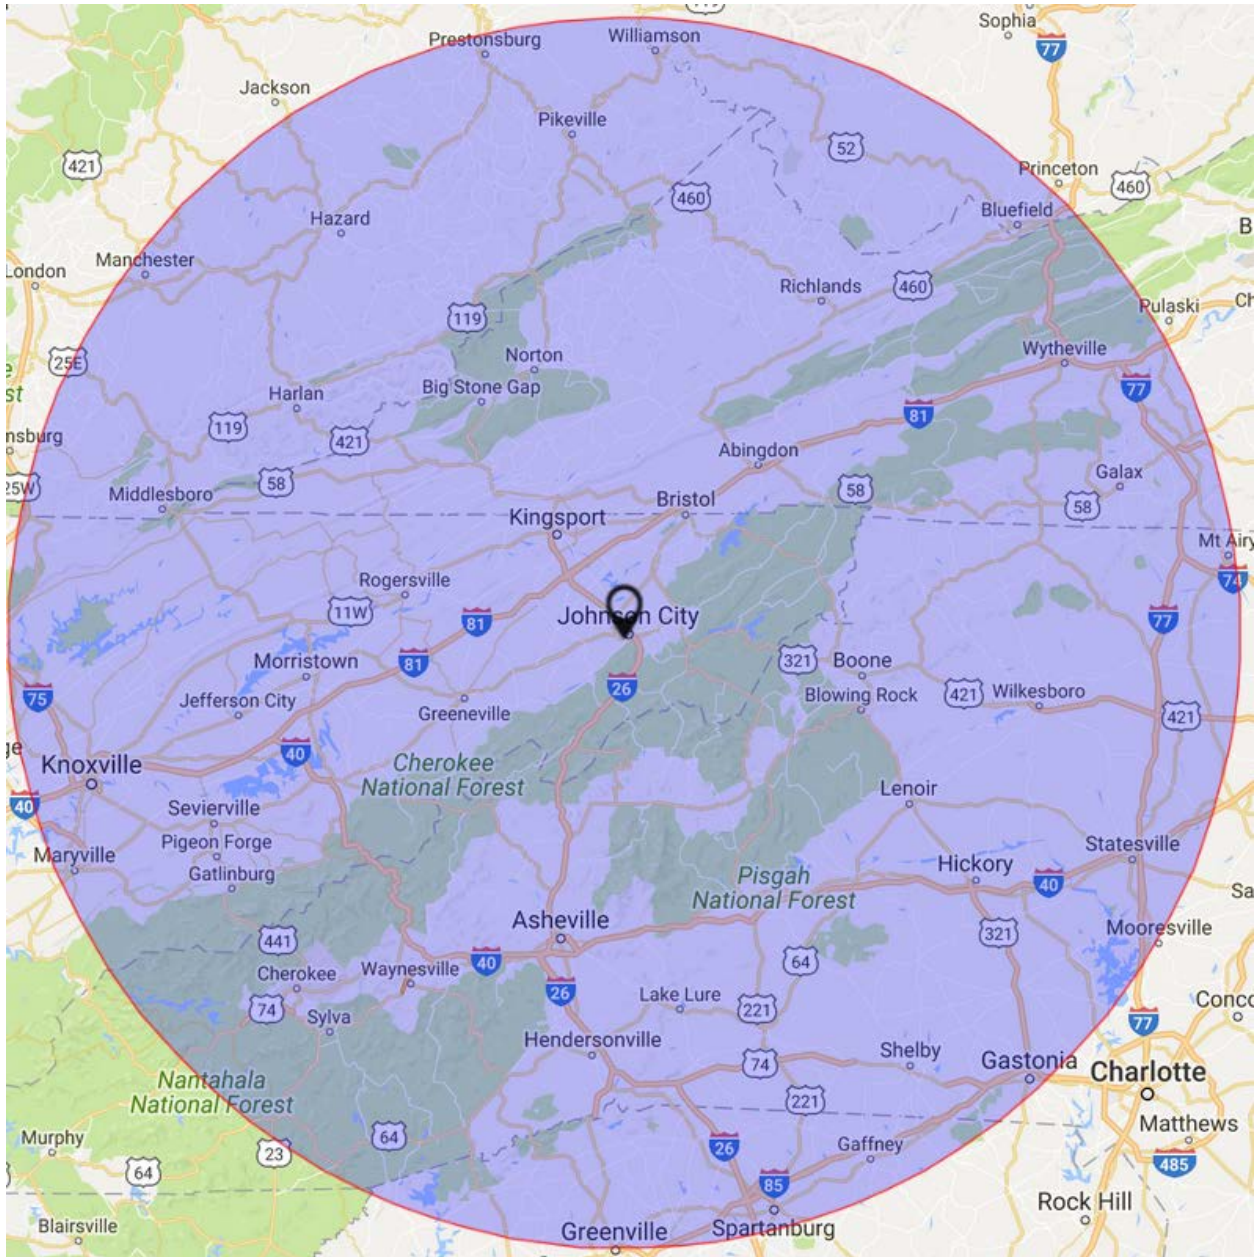 Sophia
77
Prestonsburg
Williamson
Jackson
Pikeville
421
52
Princeton
460
460
Hazard
Bluefield
B
Manchester
London
Richlands
460
Pulaski
Ch
119
25E
Norton
Wytheville
e
st
Harlan
Big Stone Gap
77
81
119
421
nsburg
Abingdon
Galax
25W
Middlesboro
58
58
Bristol
58
Kingsport
Mt Airy
Rogersville
74
11W
81
Johnson City
77
Morristown
81
321
Boone
75
Jefferson City
26
Blowing Rock
421
Wilkesboro
Greeneville
421
ge
40
Knoxville
Cherokee
National Forest
40
Sevierville
Lenoir
Pigeon Forge
Maryville
Statesville
Gatlinburg
Pisgah
National Forest
Hickory
40
Sa
Asheville
441
321
Mooresville
Cherokee
Waynesville
40
64
26
Lake Lure
74
221
Conco
Sylva
77
Hendersonville
Shelby
74
Gastonia
Charlotte
Nantahala
National Forest
221
Murphy
64
23
26
Gaffney
Matthews
64
485
85
Rock Hill
Blairsville
Greenville
Spartanburg